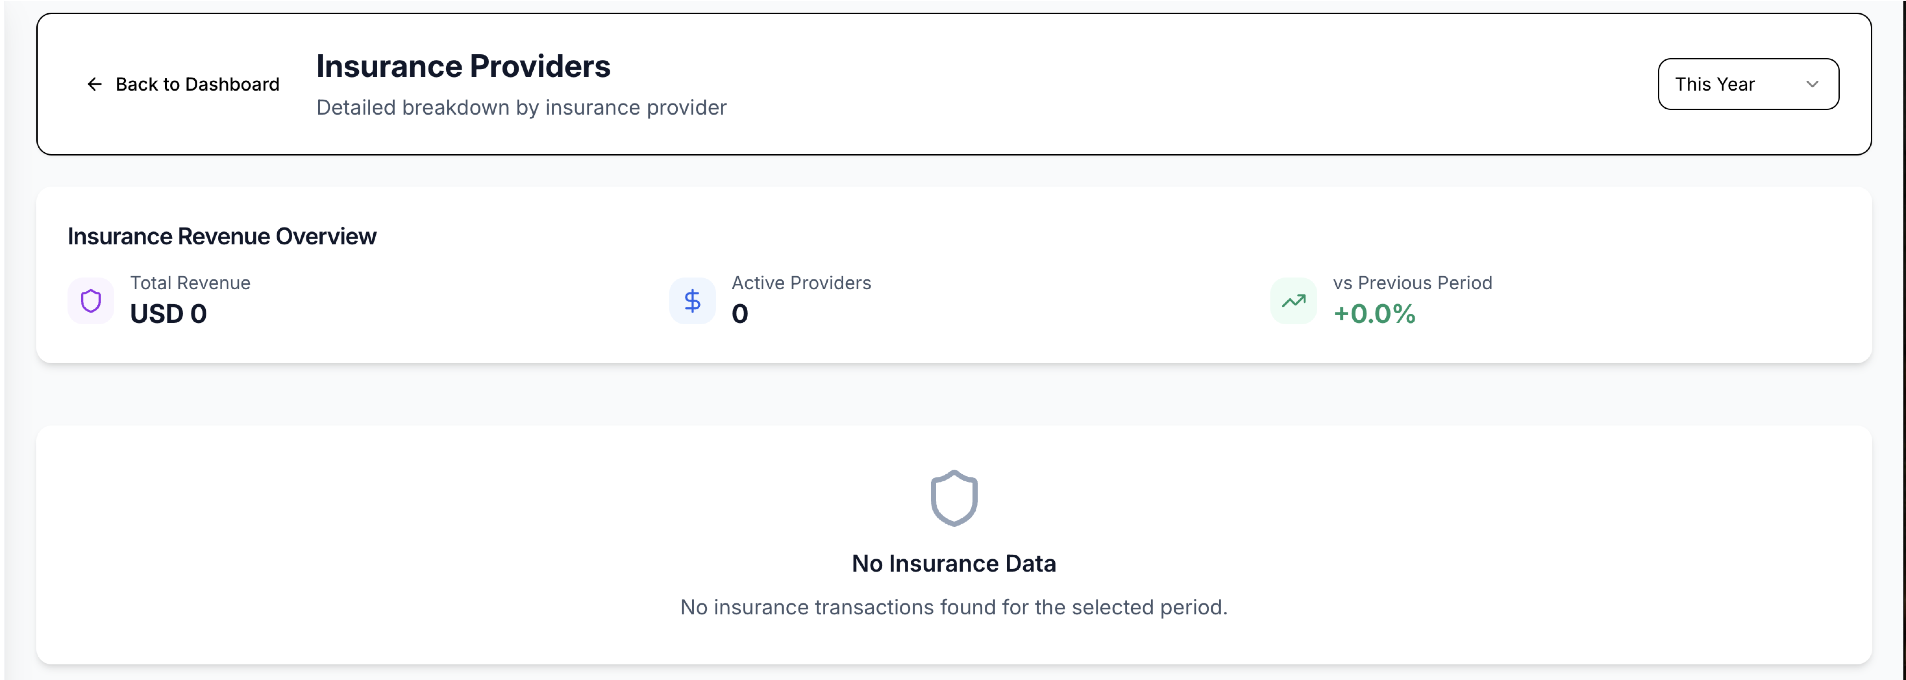 Back to Dashboard
Insurance Providers
Detailed breakdown by insurance provider
This Year
Insurance Revenue Overview
Total Revenue
USD 0
Active Providers
0
vs Previous Period
+0.0%
No Insurance Data
No insurance transactions found for the selected period.